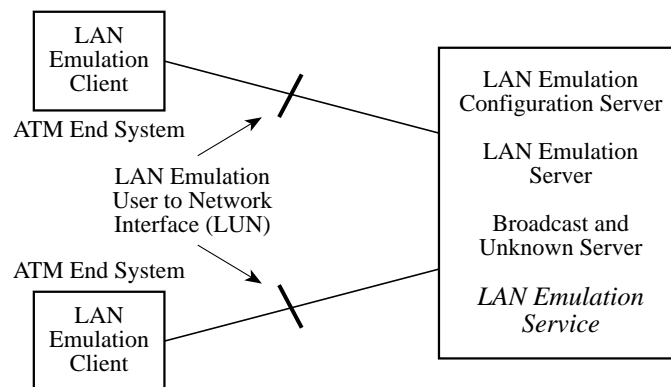 LAN
Emulation
Client
ATM End System
LAN Emulation
User to Network
Interface (LUN)
ATM End System
LAN
Emulation
Client
LAN Emulation
Configuration Server
LAN Emulation
Server
Broadcast and
Unknown Server
LAN Emulation
Service